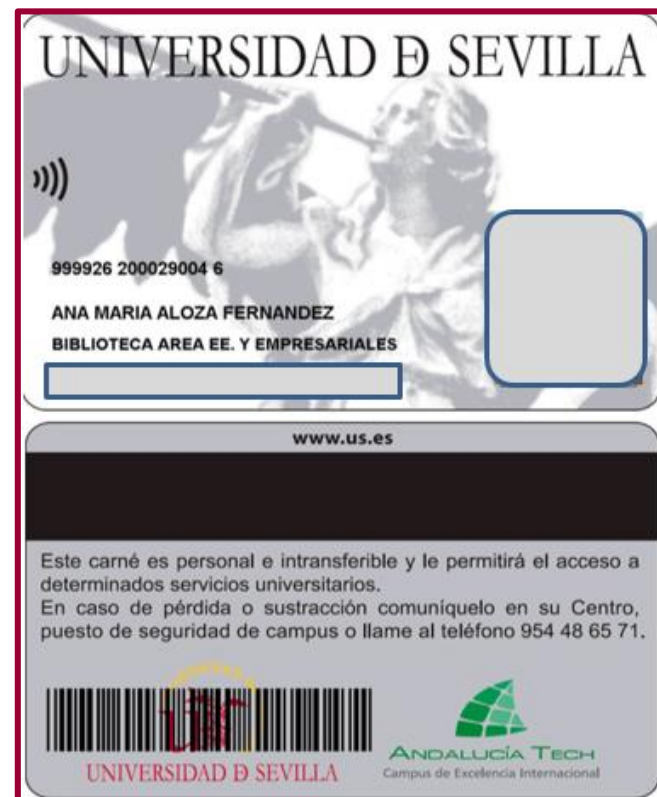 UNIVERSIDAD Ð SEVILLA
999926 200029004 6
ANA MARIA ALOZA FERNANDEZ
BIBLIOTECA AREA EE. Y EMPRESARIALES
www.us.es
Este carné es personal e intransferible y le permitirá el acceso a
determinados servicios universitarios.
En caso de pérdida o sustracción comuníquelo en su Centro,
puesto de seguridad de campus o llame al teléfono 954 48 65 71.
UNIVERSIDAD Ð SEVILLA
ANDALUCÍA TECH
Campus de Excelencia Internacional